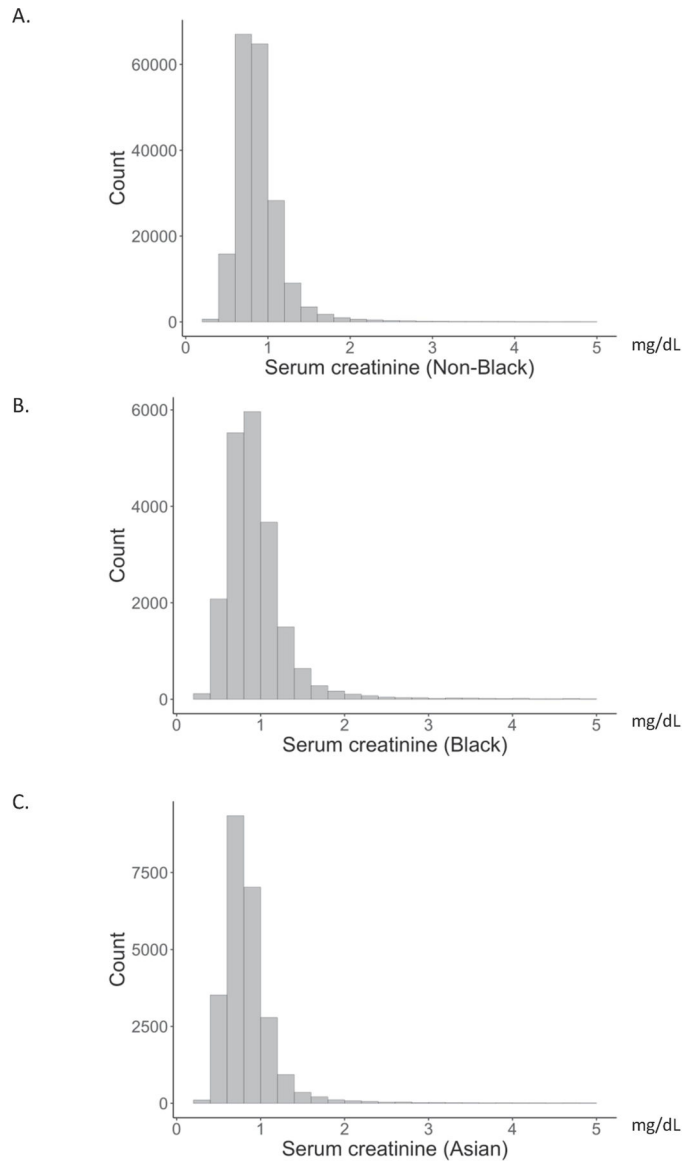 A.
60000
40000
20000
0
Count
0 1 2 3 4 5 mg/dL
Serum creatinine (Non-Black)
B.
6000
4000
2000
0
Count
0 1 2 3 4 5 mg/dL
Serum creatinine (Black)
C.
7500
5000
2500
0
Count
0 1 2 3 4 5 mg/dL
Serum creatinine (Asian)